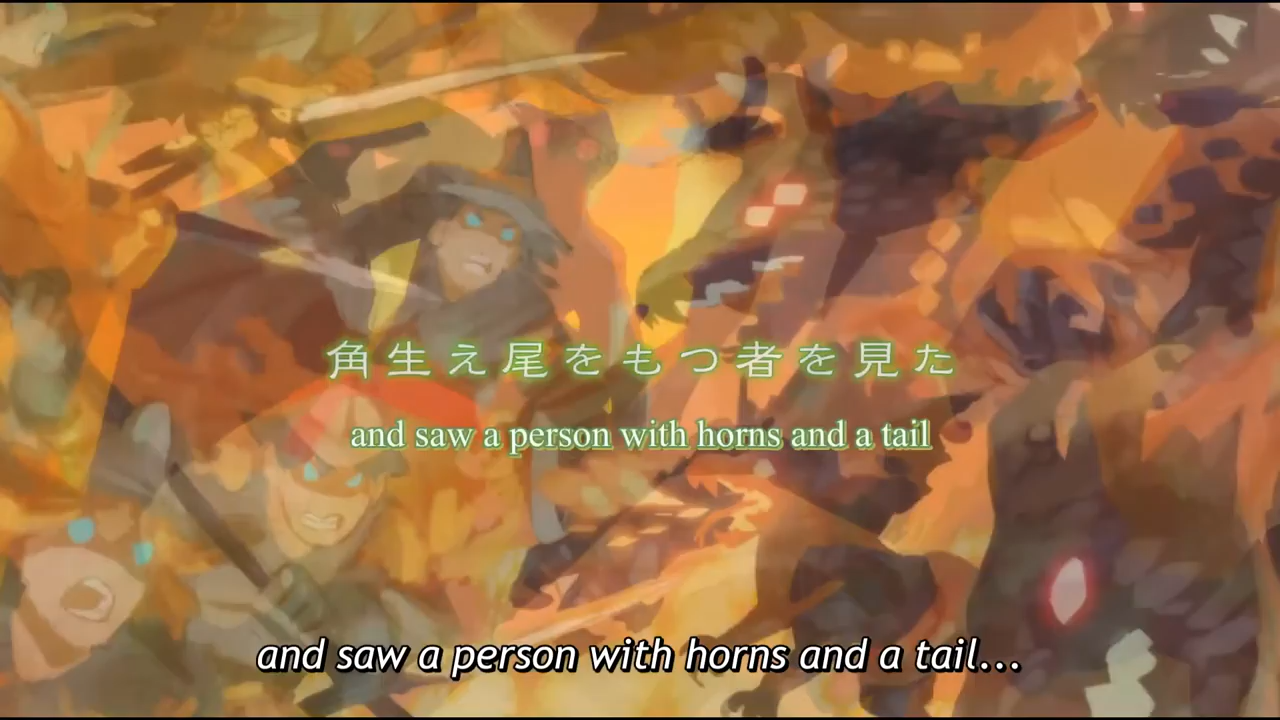 角生え尾をもつ者を見た
and saw a person with horns and a tail
and saw a person with horns and a tail...